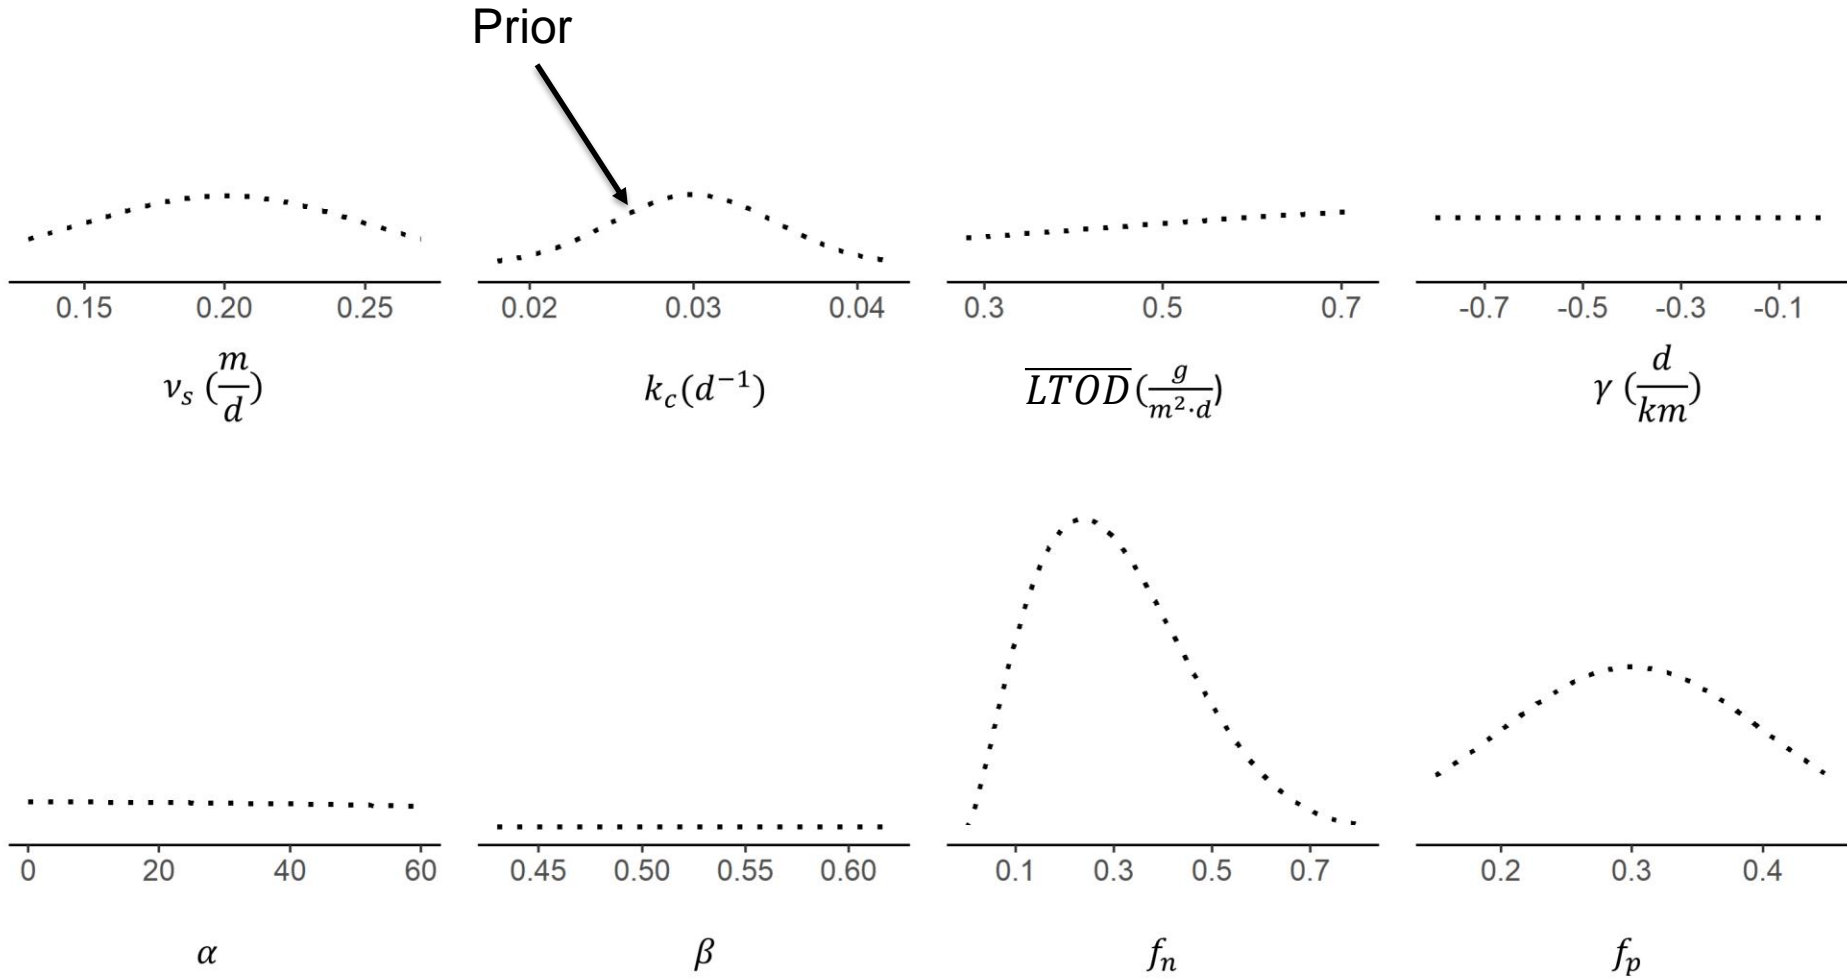 Prior
0.15 0.20 0.25 0.02 0.03 0.04 0.3 0.5 0.7 -0.7 -0.5 -0.3 -0.1
𝜈ₛ (m/d) k_c(d⁻¹) L̅T̅O̅D̅(g/m²·d) γ (d/km)
0 20 40 60 0.45 0.50 0.55 0.60 0.1 0.3 0.5 0.7 0.2 0.3 0.4
α β fₙ fₚ